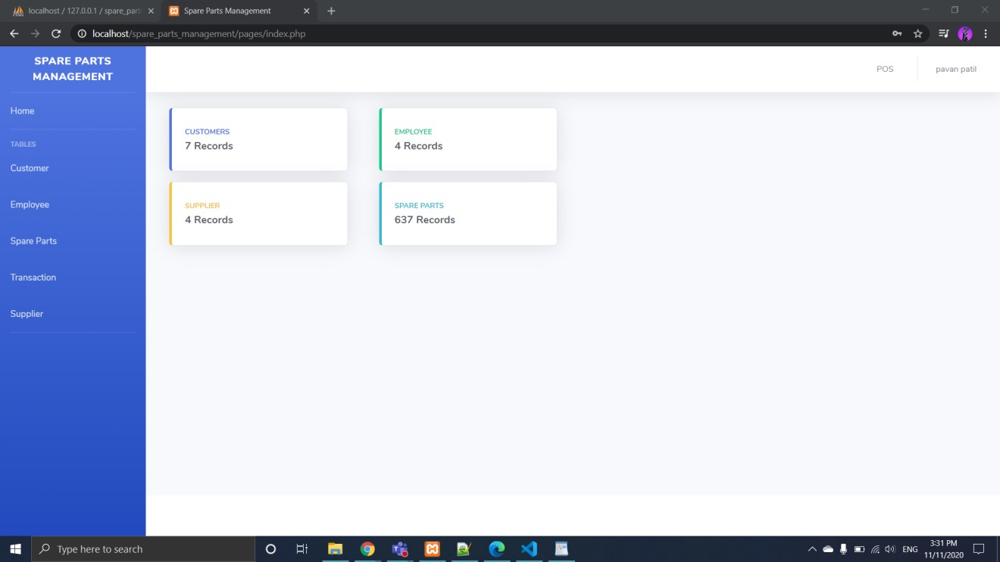 localhost / 127.0.0.1 / spare_part
Spare Parts Management
localhost/spare_parts_management/pages/index.php
SPARE PARTS
MANAGEMENT
POS
pavan patil
Home
TABLES
Customer
Employee
Spare Parts
Transaction
Supplier
CUSTOMERS
7 Records
EMPLOYEE
4 Records
SUPPLIER
4 Records
SPARE PARTS
637 Records
Type here to search
ENG
3:31 PM
11/11/2020